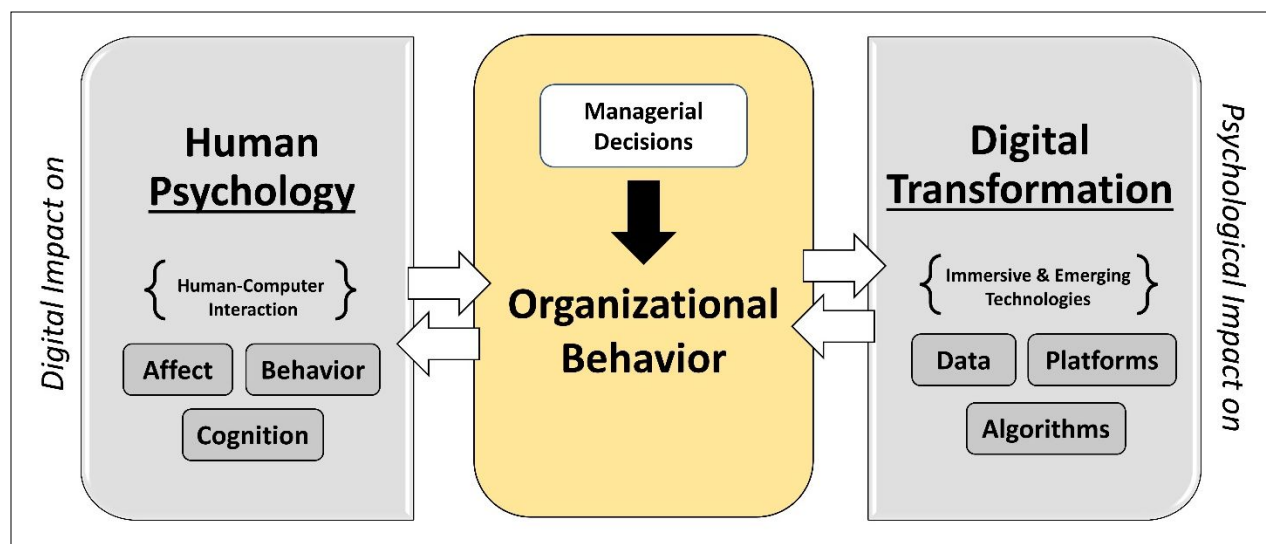 Digital Impact on
Human
Psychology
Human-Computer
Interaction
Affect
Behavior
Cognition
Managerial
Decisions
Organizational
Behavior
Digital
Transformation
Immersive & Emerging
Technologies
Data
Platforms
Algorithms
Psychological Impact on